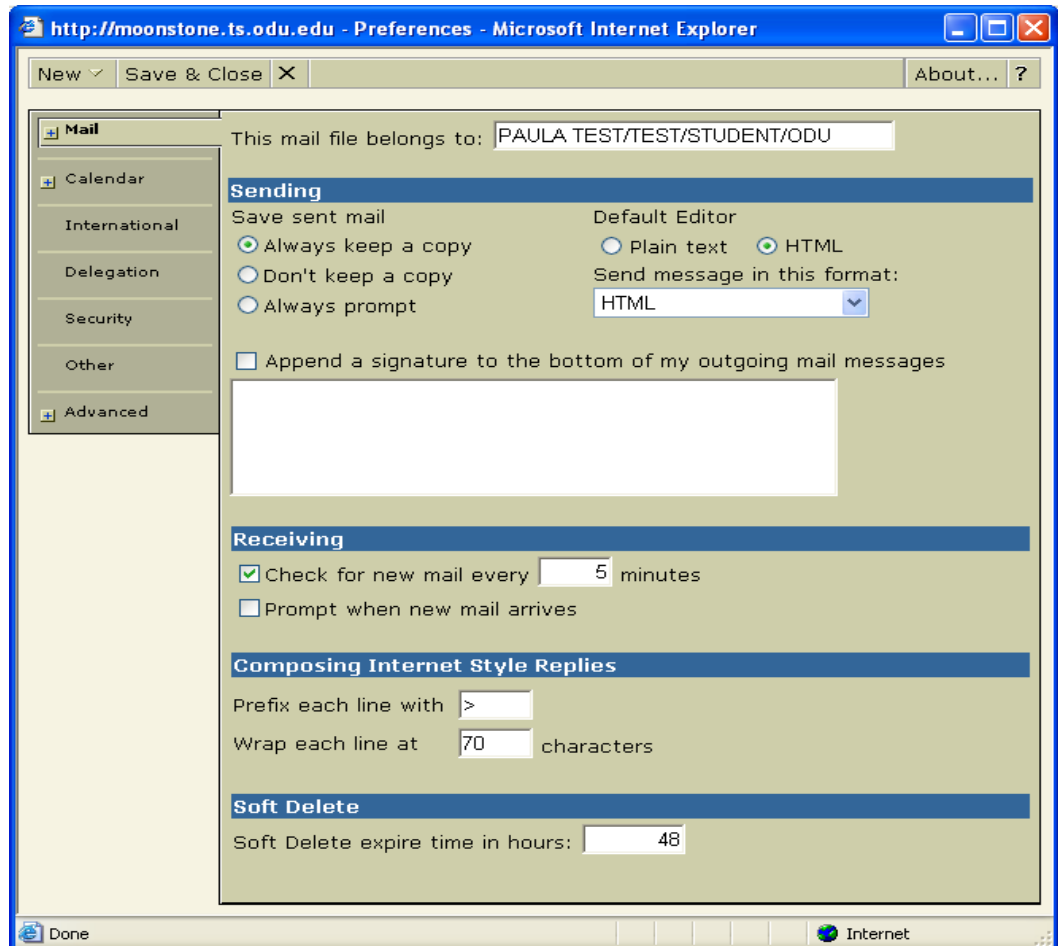 http://moonstone.ts.odu.edu - Preferences - Microsoft Internet Explorer
New Save & Close X About... ?
Mail
Calendar
International
Delegation
Security
Other
Advanced
This mail file belongs to: PAULA TEST/TEST/STUDENT/ODU
Sending
Save sent mail
Always keep a copy
Don't keep a copy
Always prompt
Default Editor
Plain text HTML
Send message in this format:
HTML
Append a signature to the bottom of my outgoing mail messages
Receiving
Check for new mail every 5 minutes
Prompt when new mail arrives
Composing Internet Style Replies
Prefix each line with >
Wrap each line at 70 characters
Soft Delete
Soft Delete expire time in hours: 48
Done Internet